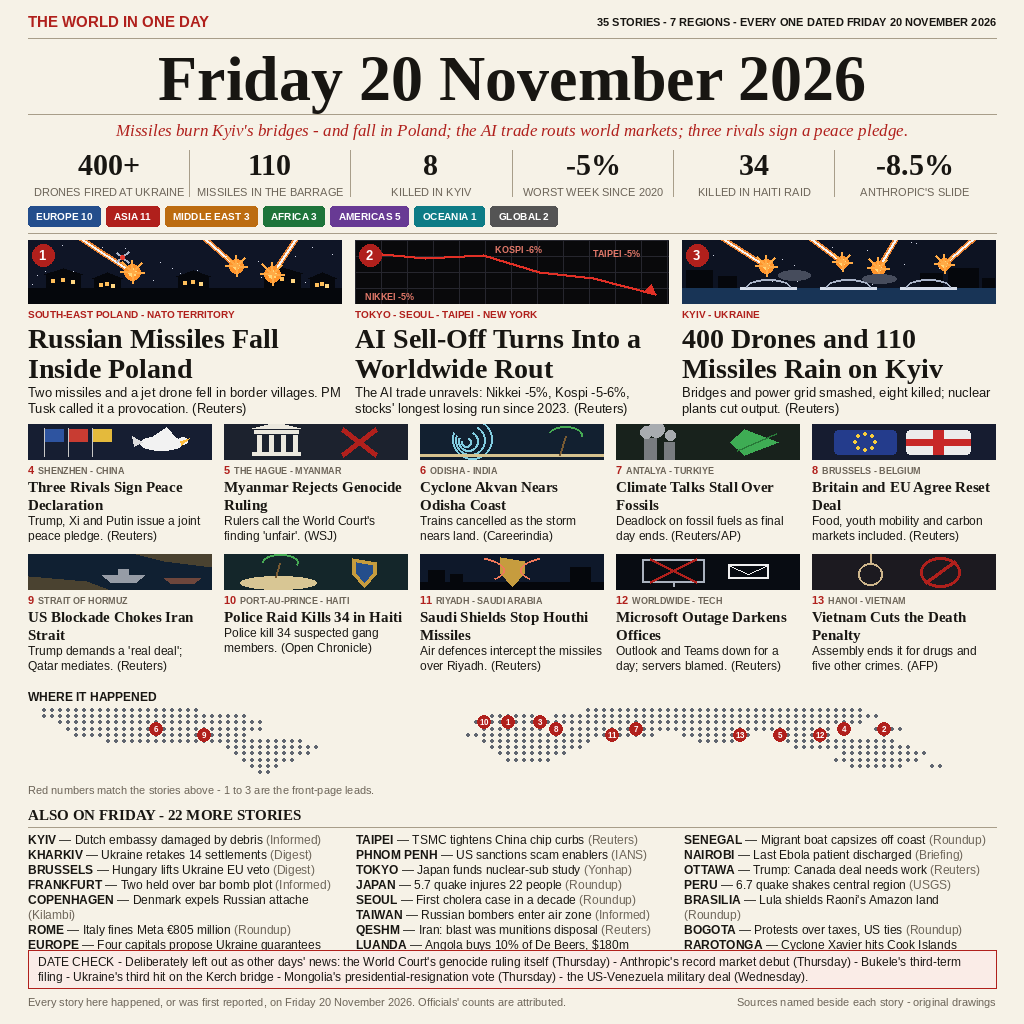 THE WORLD IN ONE DAY
35 STORIES - 7 REGIONS - EVERY ONE DATED FRIDAY 20 NOVEMBER 2026
Friday 20 November 2026
Missiles burn Kyiv's bridges - and fall in Poland; the AI trade routs world markets; three rivals sign a peace pledge.
400+
DRONES FIRED AT UKRAINE
110
MISSILES IN THE BARRAGE
8
KILLED IN KYIV
-5%
WORST WEEK SINCE 2020
34
KILLED IN HAITI RAID
-8.5%
ANTHROPIC'S SLIDE
EUROPE 10
ASIA 11
MIDDLE EAST 3
AFRICA 3
AMERICAS 5
OCEANIA 1
GLOBAL 2
1
SOUTH-EAST POLAND - NATO TERRITORY
Russian Missiles Fall
Inside Poland
Two missiles and a jet drone fell in border villages. PM
Tusk called it a provocation. (Reuters)
2
KOSPI -6%
TAIPEI -5%
NIKKEI -5%
TOKYO - SEOUL - TAIPEI - NEW YORK
AI Sell-Off Turns Into a
Worldwide Rout
The AI trade unravels: Nikkei -5%, Kospi -5-6%,
stocks' longest losing run since 2023. (Reuters)
3
KYIV - UKRAINE
400 Drones and 110
Missiles Rain on Kyiv
Bridges and power grid smashed, eight killed; nuclear
plants cut output. (Reuters)
4 SHENZHEN - CHINA
Three Rivals Sign Peace
Declaration
Trump, Xi and Putin issue a joint
peace pledge. (Reuters)
5 THE HAGUE - MYANMAR
Myanmar Rejects Genocide
Ruling
Rulers call the World Court's
finding 'unfair'. (WSJ)
6 ODISHA - INDIA
Cyclone Akvan Nears
Odisha Coast
Trains cancelled as the storm
nears land. (Careerindia)
7 ANTALYA - TURKIYE
Climate Talks Stall Over
Fossils
Deadlock on fossil fuels as final
day ends. (Reuters/AP)
8 BRUSSELS - BELGIUM
Britain and EU Agree Reset
Deal
Food, youth mobility and carbon
markets included. (Reuters)
9 STRAIT OF HORMUZ
US Blockade Chokes Iran
Strait
Trump demands a 'real deal';
Qatar mediates. (Reuters)
10 PORT-AU-PRINCE - HAITI
Police Raid Kills 34 in Haiti
Police kill 34 suspected gang
members. (Open Chronicle)
11 RIYADH - SAUDI ARABIA
Saudi Shields Stop Houthi
Missiles
Air defences intercept the missiles
over Riyadh. (Reuters)
12 WORLDWIDE - TECH
Microsoft Outage Darkens
Offices
Outlook and Teams down for a
day; servers blamed. (Reuters)
13 HANOI - VIETNAM
Vietnam Cuts the Death
Penalty
Assembly ends it for drugs and
five other crimes. (AFP)
WHERE IT HAPPENED
6
9
10
1
3
8
11
7
13
5
12
4
2
Red numbers match the stories above - 1 to 3 are the front-page leads.
ALSO ON FRIDAY - 22 MORE STORIES
KYIV — Dutch embassy damaged by debris (Informed)
KHARKIV — Ukraine retakes 14 settlements (Digest)
BRUSSELS — Hungary lifts Ukraine EU veto (Digest)
FRANKFURT — Two held over bar bomb plot (Informed)
COPENHAGEN — Denmark expels Russian attache
(Kilambi)
ROME — Italy fines Meta €805 million (Roundup)
EUROPE — Four capitals propose Ukraine guarantees
TAIPEI — TSMC tightens China chip curbs (Reuters)
PHNOM PENH — US sanctions scam enablers (IANS)
TOKYO — Japan funds nuclear-sub study (Yonhap)
JAPAN — 5.7 quake injures 22 people (Roundup)
SEOUL — First cholera case in a decade (Roundup)
TAIWAN — Russian bombers enter air zone (Informed)
QESHM — Iran: blast was munitions disposal (Reuters)
LUANDA — Angola buys 10% of De Beers, $180m
SENEGAL — Migrant boat capsizes off coast (Roundup)
NAIROBI — Last Ebola patient discharged (Briefing)
OTTAWA — Trump: Canada deal needs work (Reuters)
PERU — 6.7 quake shakes central region (USGS)
BRASILIA — Lula shields Raoni's Amazon land
(Roundup)
BOGOTA — Protests over taxes, US ties (Roundup)
RAROTONGA — Cyclone Xavier hits Cook Islands
DATE CHECK - Deliberately left out as other days' news: the World Court's genocide ruling itself (Thursday) - Anthropic's record market debut (Thursday) - Bukele's third-term
filing - Ukraine's third hit on the Kerch bridge - Mongolia's presidential-resignation vote (Thursday) - the US-Venezuela military deal (Wednesday).
Every story here happened, or was first reported, on Friday 20 November 2026. Officials' counts are attributed.
Sources named beside each story - original drawings